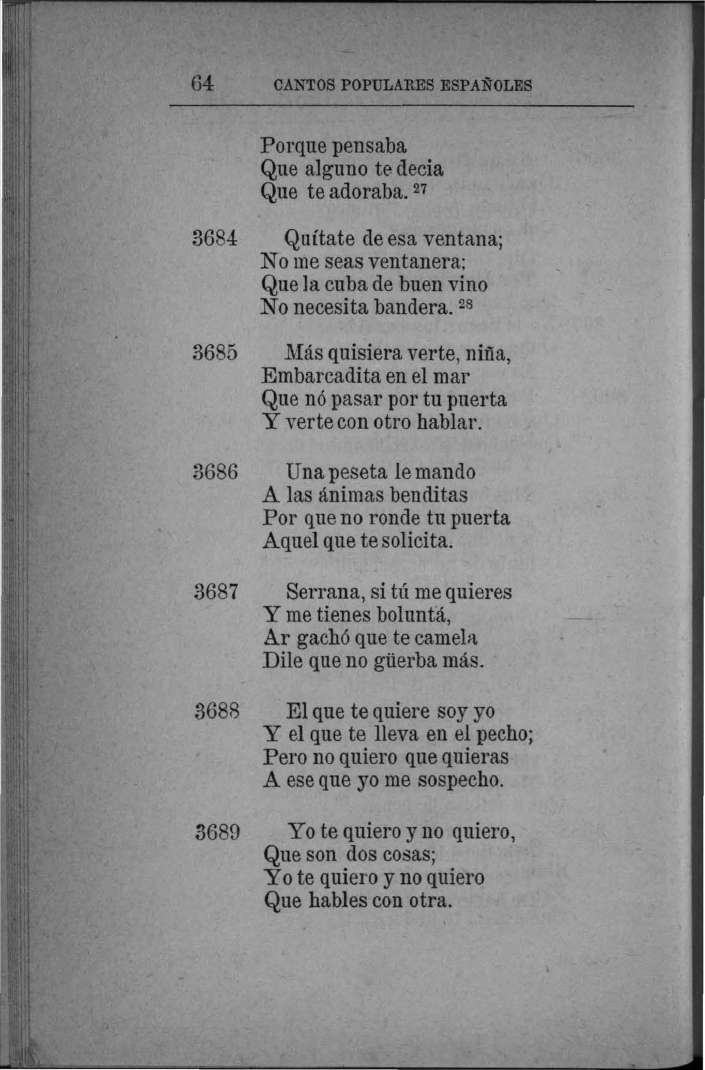 64 CANTOS POPULARES ESPAÑOLES
Porque pensaba
Que alguno te decia
Que te adoraba. 27
3684 Quítate de esa ventana;
No me seas ventanera;
Que la cuba de buen vino
No necesita bandera. 28
3685 Más quisiera verte, niña,
Embarcadita en el mar
Que nó pasar por tu puerta
Y verte con otro hablar.
3686 Una peseta le mando
A las ánimas benditas
Por que no ronde tu puerta
Aquel que te solicita.
3687 Serrana, si tú me quieres
Y me tienes boluntá,
Ar gachó que te camela
Dile que no güerba más.
3688 El que te quiere soy yo
Y el que te lleva en el pecho;
Pero no quiero que quieras
A ese que yo me sospecho.
3689 Yo te quiero y no quiero,
Que son dos cosas;
Yo te quiero y no quiero
Que hables con otra.